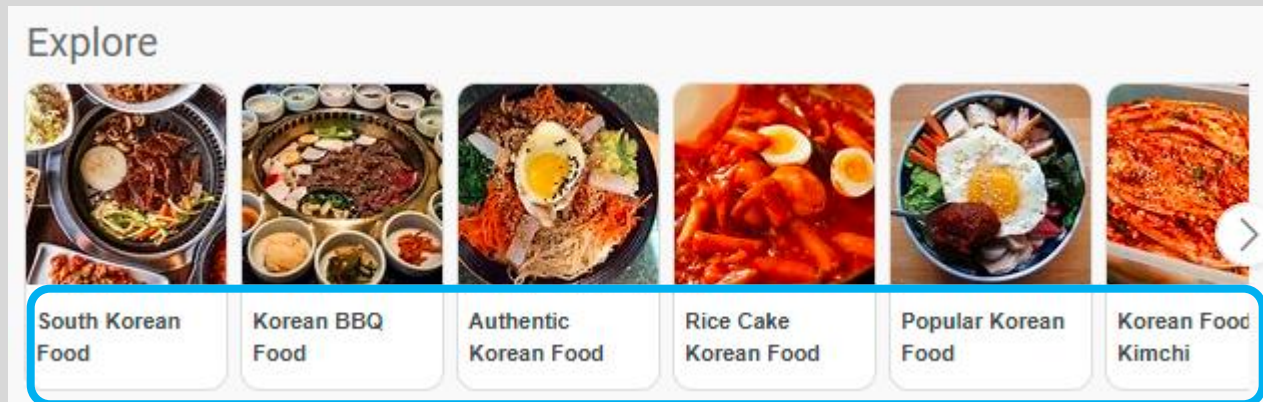 Explore
South Korean
Food
Korean BBQ
Food
Authentic
Korean Food
Rice Cake
Korean Food
Popular Korean
Food
Korean Food
Kimchi